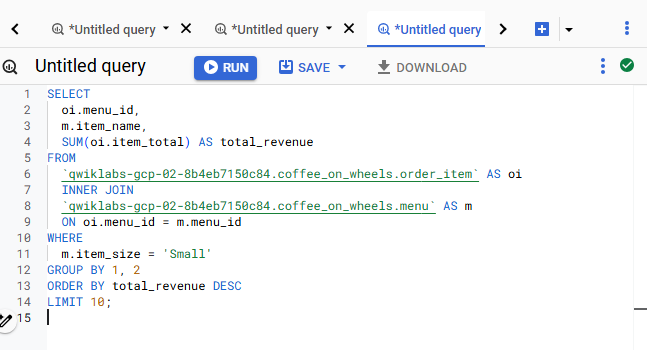 *Untitled query
*Untitled query
*Untitled query
Untitled query
RUN
SAVE
DOWNLOAD
1 SELECT
2 oi.menu_id,
3 m.item_name,
4 SUM(oi.item_total) AS total_revenue
5 FROM
6 `qwiklabs-gcp-02-8b4eb7150c84.coffee_on_wheels.order_item` AS oi
7 INNER JOIN
8 `qwiklabs-gcp-02-8b4eb7150c84.coffee_on_wheels.menu` AS m
9 ON oi.menu_id = m.menu_id
10 WHERE
11 m.item_size = 'Small'
12 GROUP BY 1, 2
13 ORDER BY total_revenue DESC
14 LIMIT 10;
15